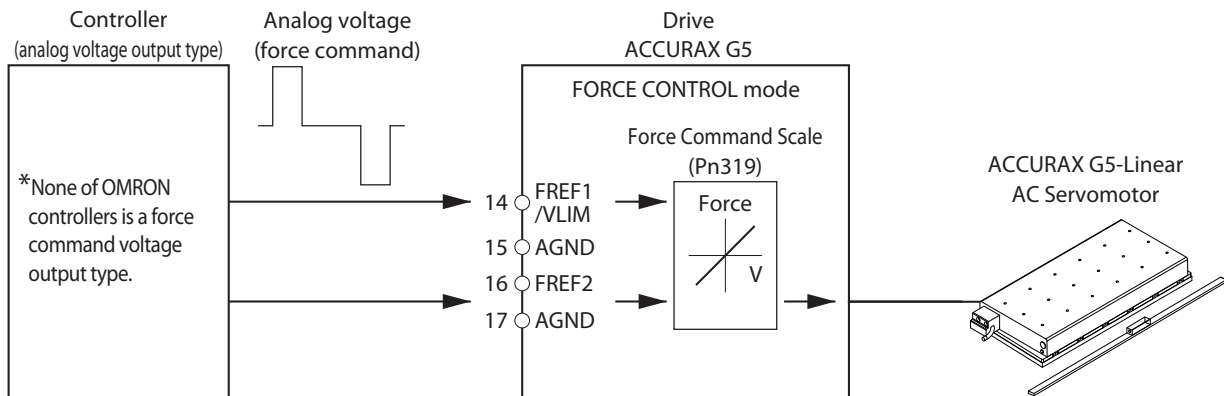 Controller
(analog voltage output type)
Analog voltage
(force command)
Drive
ACCURAX G5
FORCE CONTROL mode
Force Command Scale
(Pn319)
*None of OMRON
controllers is a force
command voltage
output type.
14 FREF1
/VLIM
15 AGND
16 FREF2
17 AGND
Force
V
ACCURAX G5-Linear
AC Servomotor